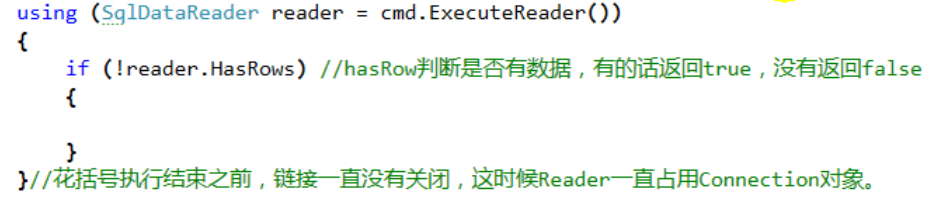 using (SqlDataReader reader = cmd.ExecuteReader())
{
if (!reader.HasRows) //hasRow判断是否有数据，有的话返回true，没有返回false
{
}
}//花括号执行结束之前，链接一直没有关闭，这时候Reader一直占用Connection对象。